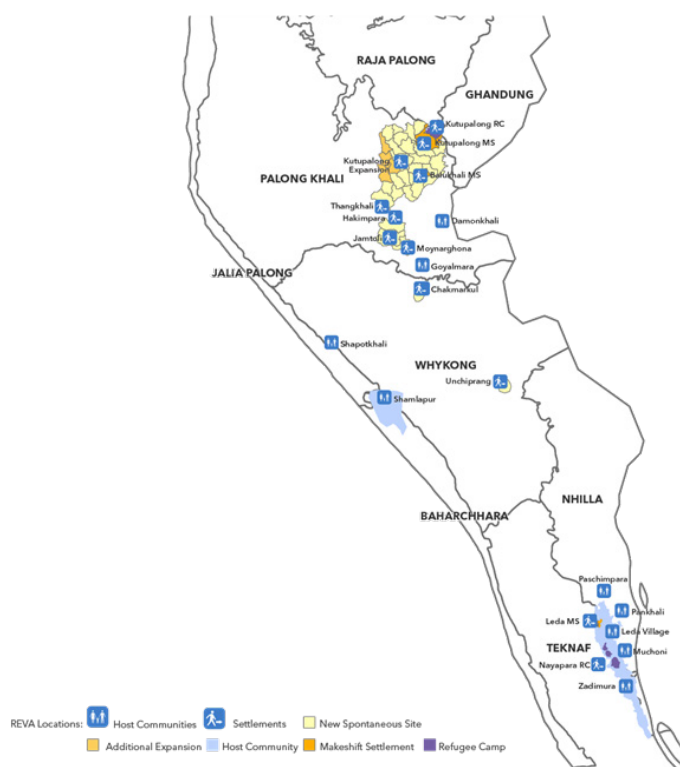 RAJA PALONG
GHANDUNG
Kutupalong RC
Kutupalong MS
Kutupalong
Expansion
Balukhali MS
PALONG KHALI
Thangkhali
Hakimpara
Damonkhali
Jamtoli
Moynarghona
Goyalmara
JALIA PALONG
Chakmarkul
Shapotkhali
WHYKONG
Unchiprang
Shamlapur
NHILLA
BAHARCHHARA
Paschimpara
Pankhali
Leda MS
Leda Village
TEKNAF
Muchoni
Nayapara RC
Zadimura
REVA Locations: Host Communities Settlements New Spontaneous Site
Additional Expansion Host Community Makeshift Settlement Refugee Camp